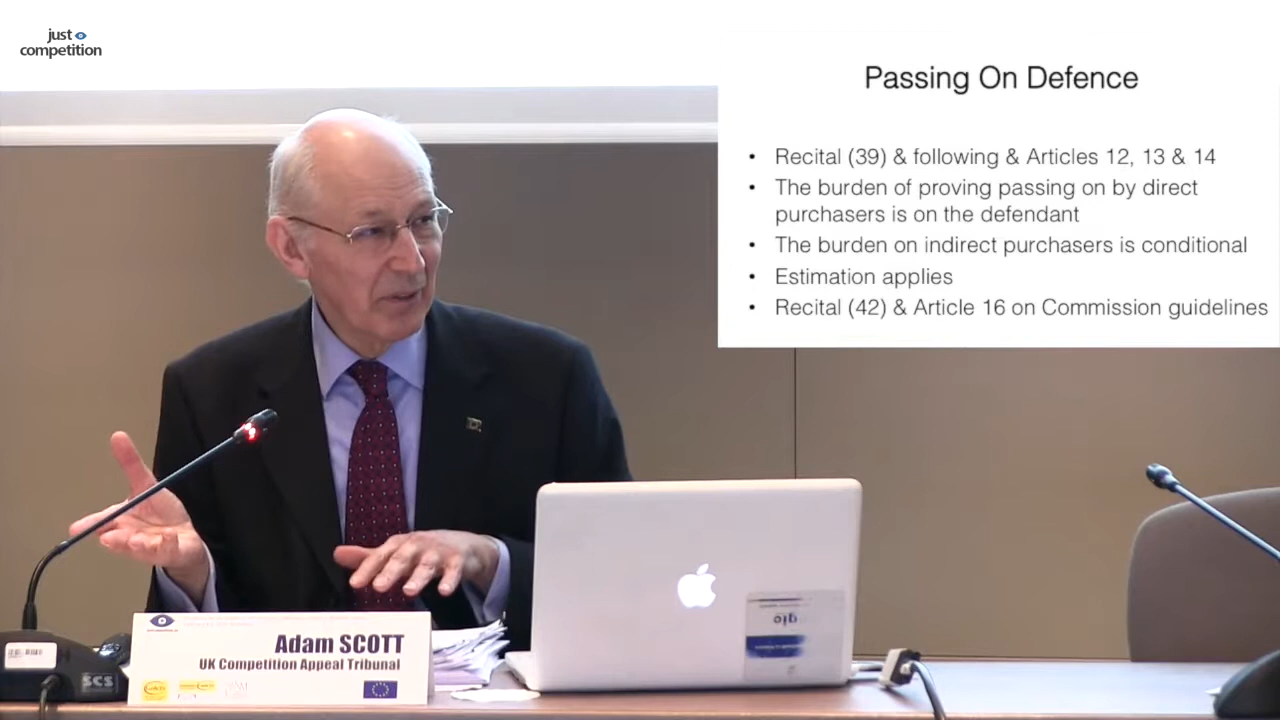 just
competition
Passing On Defence
• Recital (39) & following & Articles 12, 13 & 14
• The burden of proving passing on by direct
purchasers is on the defendant
• The burden on indirect purchasers is conditional
• Estimation applies
• Recital (42) & Article 16 on Commission guidelines
Adam SCOTT
UK Competition Appeal Tribunal
SCS